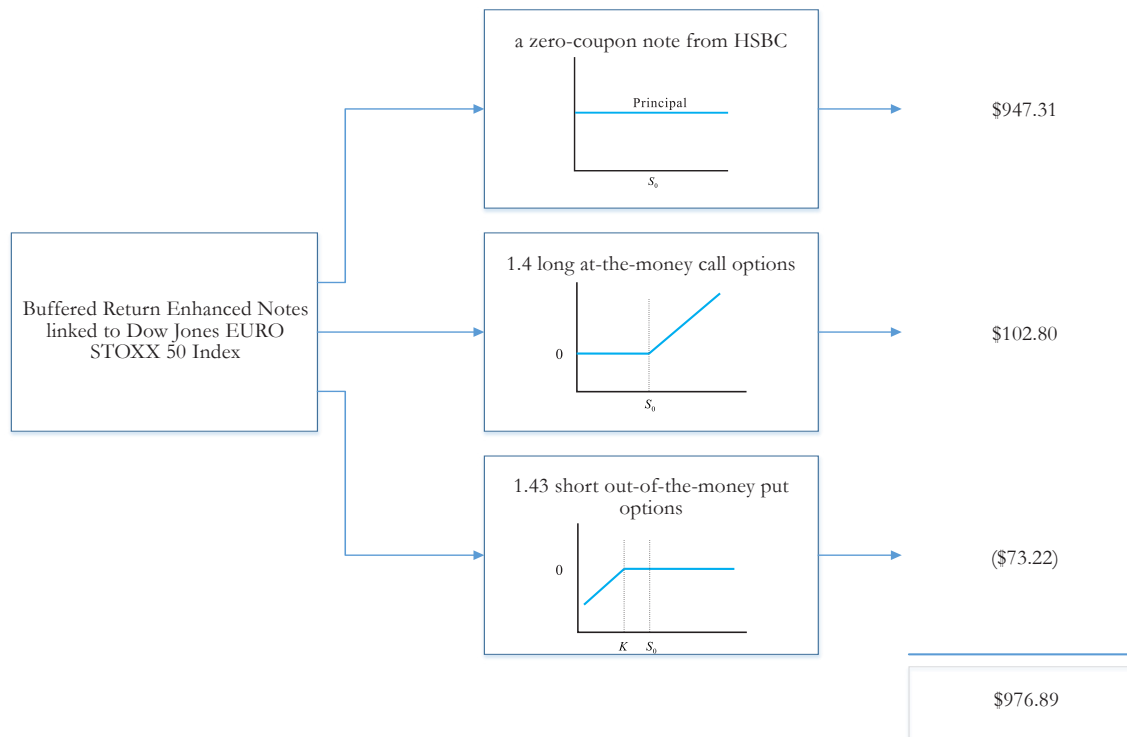 a zero-coupon note from HSBC
Principal
S₀
$947.31
Buffered Return Enhanced Notes
linked to Dow Jones EURO
STOXX 50 Index
1.4 long at-the-money call options
0
S₀
$102.80
1.43 short out-of-the-money put
options
0
K S₀
($73.22)
$976.89